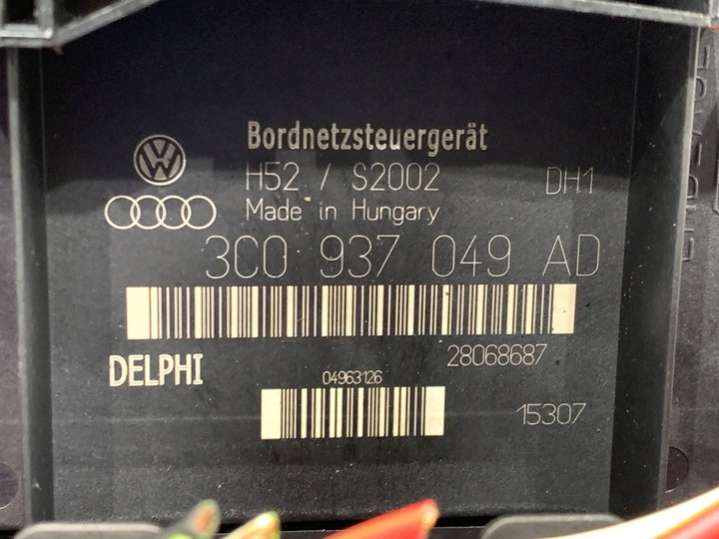 Bordnetzsteuergerät
H52 / S2002 DH1
Made in Hungary
3C0 937 049 AD
DELPHI
28068687
04963126
15307